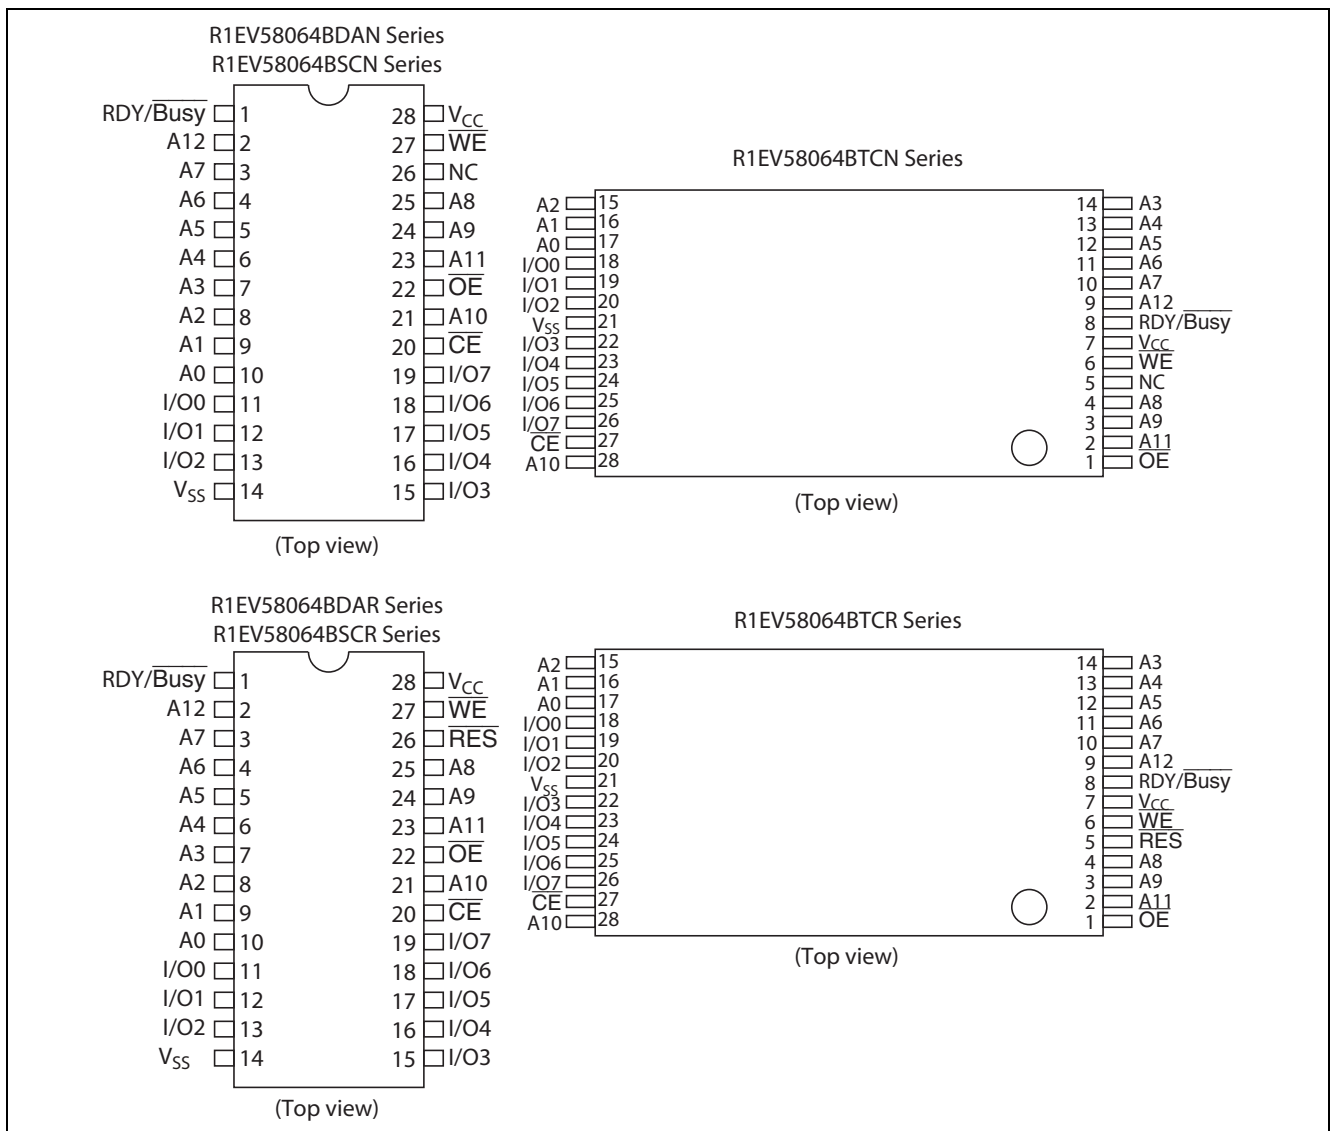 R1EV58064BDAN Series
R1EV58064BSCN Series
RDY/Busy 1 28 VCC
A12 2 27 WE
A7 3 26 NC
A6 4 25 A8
A5 5 24 A9
A4 6 23 A11
A3 7 22 OE
A2 8 21 A10
A1 9 20 CE
A0 10 19 I/O7
I/O0 11 18 I/O6
I/O1 12 17 I/O5
I/O2 13 16 I/O4
VSS 14 15 I/O3
(Top view)
R1EV58064BTCN Series
A2 15 14 A3
A1 16 13 A4
A0 17 12 A5
I/O0 18 11 A6
I/O1 19 10 A7
I/O2 20 9 A12
VSS 21 8 RDY/Busy
I/O3 22 7 VCC
I/O4 23 6 WE
I/O5 24 5 NC
I/O6 25 4 A8
I/O7 26 3 A9
CE 27 2 A11
A10 28 1 OE
(Top view)
R1EV58064BDAR Series
R1EV58064BSCR Series
RDY/Busy 1 28 VCC
A12 2 27 WE
A7 3 26 RES
A6 4 25 A8
A5 5 24 A9
A4 6 23 A11
A3 7 22 OE
A2 8 21 A10
A1 9 20 CE
A0 10 19 I/O7
I/O0 11 18 I/O6
I/O1 12 17 I/O5
I/O2 13 16 I/O4
VSS 14 15 I/O3
(Top view)
R1EV58064BTCR Series
A2 15 14 A3
A1 16 13 A4
A0 17 12 A5
I/O0 18 11 A6
I/O1 19 10 A7
I/O2 20 9 A12
VSS 21 8 RDY/Busy
I/O3 22 7 VCC
I/O4 23 6 WE
I/O5 24 5 RES
I/O6 25 4 A8
I/O7 26 3 A9
CE 27 2 A11
A10 28 1 OE
(Top view)